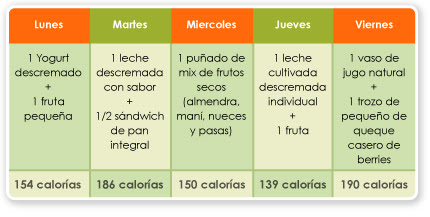 Lunes
Martes
Miercoles
Jueves
Viernes
1 Yogurt
descremado
+
1 fruta
pequeña
1 leche
descremada
con sabor
+
1/2 sándwich
de pan
integral
1 puñado de
mix de frutos
secos
(almendra,
maní, nueces
y pasas)
1 leche
cultivada
descremada
individual
+
1 fruta
1 vaso de
jugo natural
+
1 trozo de
pequeño de
queque
casero de
berries
154 calorías
186 calorías
150 calorías
139 calorías
190 calorías